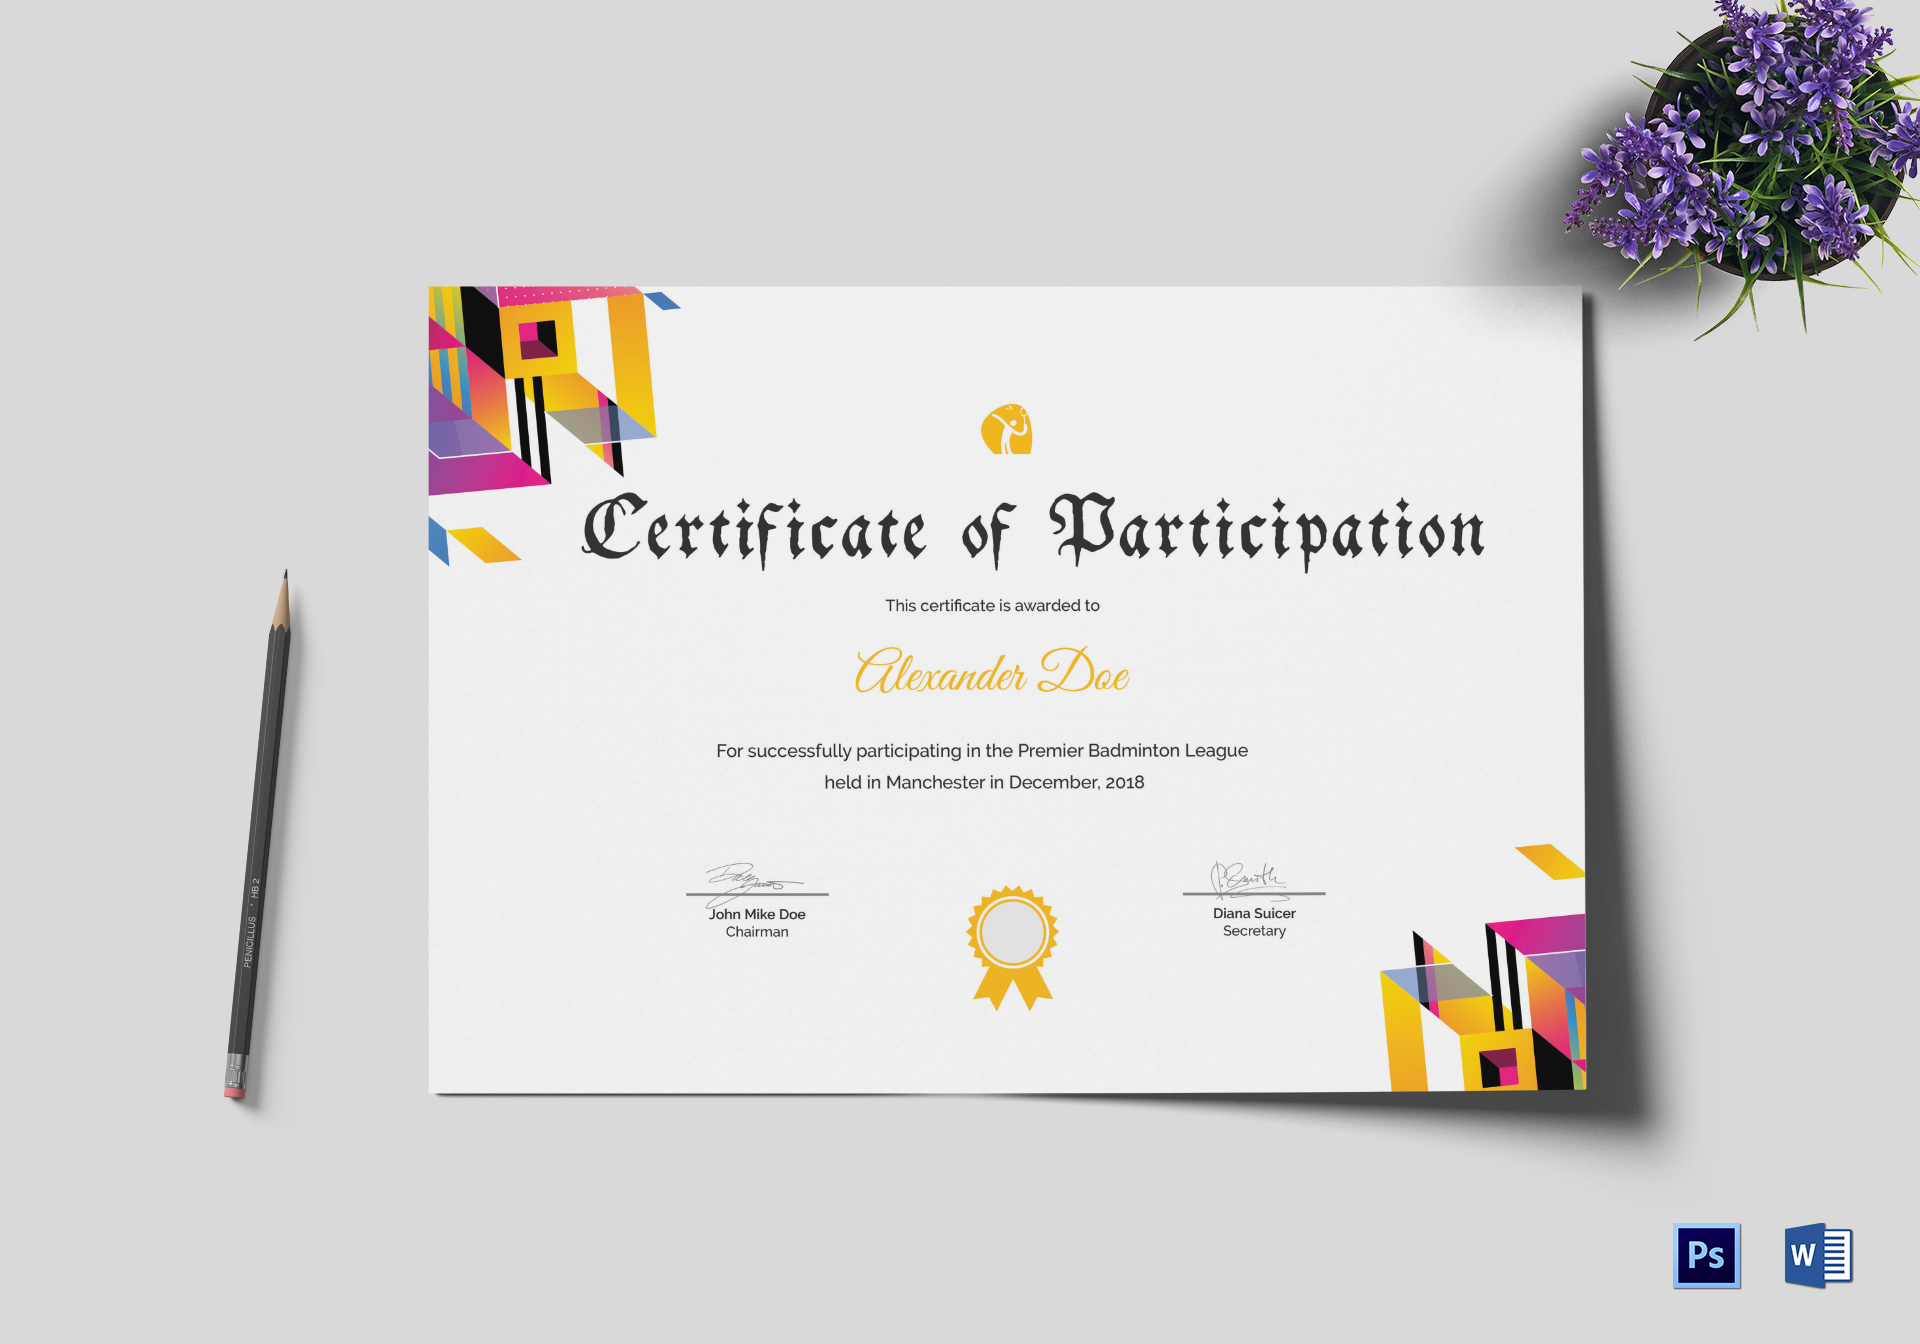 Certificate of Participation
This certificate is awarded to
Alexander Doe
For successfully participating in the Premier Badminton League
held in Manchester in December, 2018
John Mike Doe
Chairman
Diana Suicer
Secretary
PENICILLUS * HB 2
Ps
W